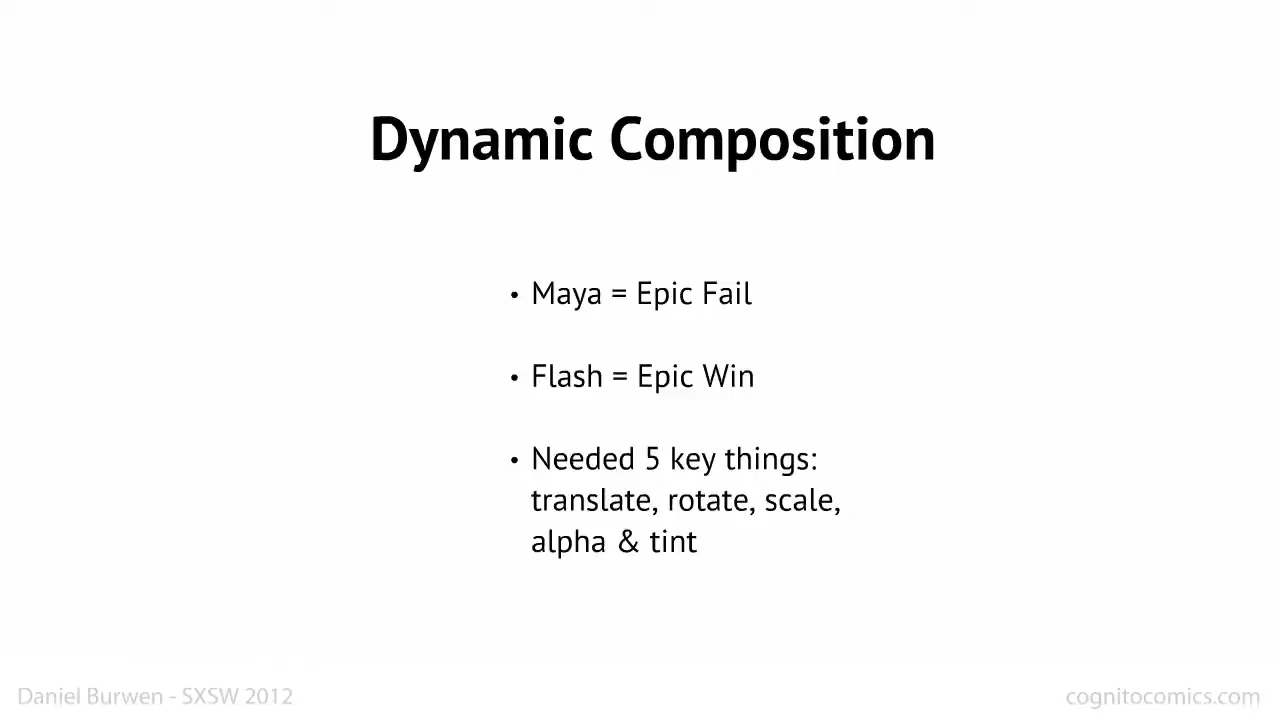 Dynamic Composition
• Maya = Epic Fail
• Flash = Epic Win
• Needed 5 key things:
translate, rotate, scale,
alpha & tint
Daniel Burwen - SXSW 2012
cognitocomics.com